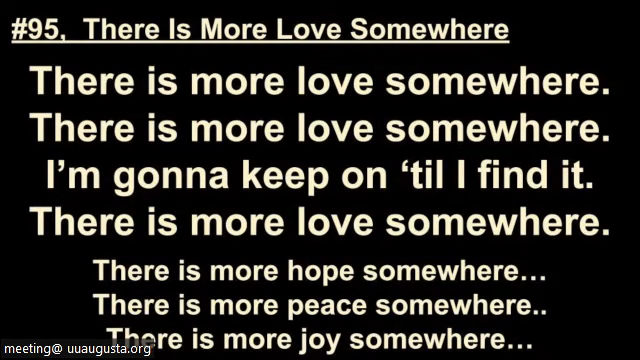 #95,  There Is More Love Somewhere
There is more love somewhere.
There is more love somewhere.
I’m gonna keep on ‘til I find it.
There is more love somewhere.
There is more hope somewhere…
There is more peace somewhere..
There is more joy somewhere…
meeting@ uuaugusta.org